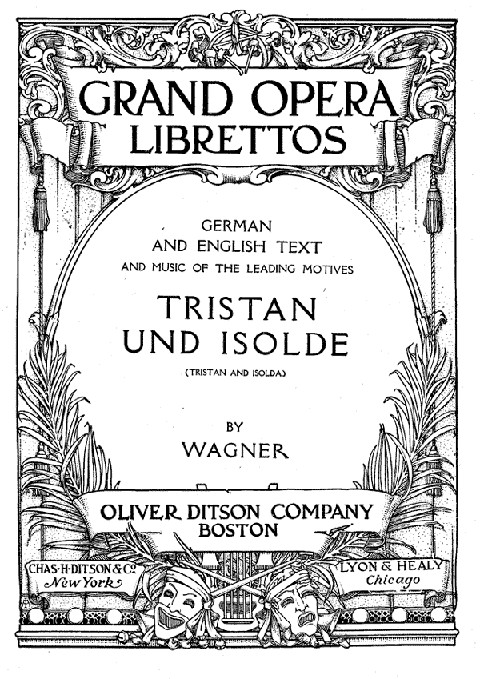 GRAND OPERA
LIBRETTOS
GERMAN
AND ENGLISH TEXT
AND MUSIC OF THE LEADING MOTIVES
TRISTAN
UND ISOLDE
(TRISTAN AND ISOLDA)
BY
WAGNER
OLIVER DITSON COMPANY
BOSTON
CHAS·H·DITSON & Co.
New York
LYON & HEALY
Chicago